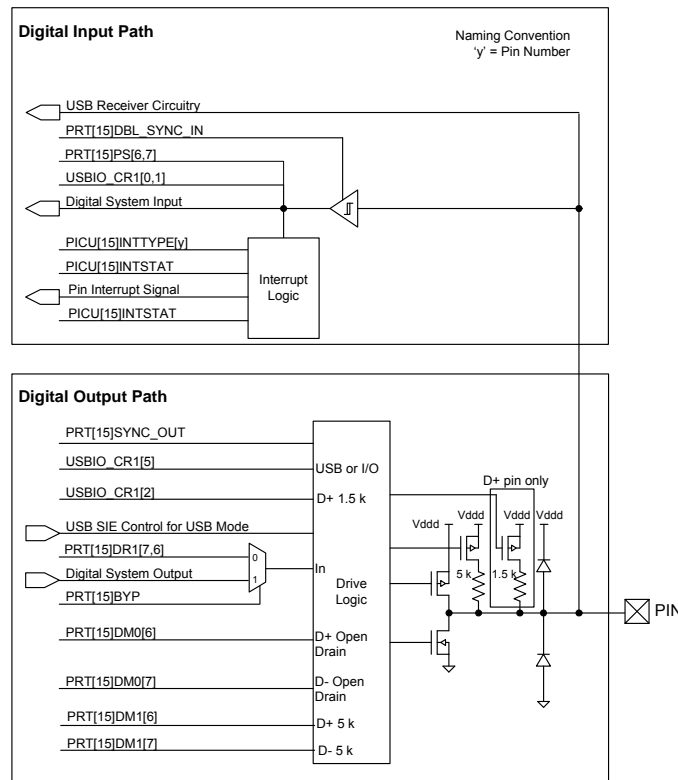 Digital Input Path
Naming Convention
'y' = Pin Number
USB Receiver Circuitry
PRT[15]DBL_SYNC_IN
PRT[15]PS[6,7]
USBIO_CR1[0,1]
Digital System Input
PICU[15]INTTYPE[y]
PICU[15]INTSTAT
Pin Interrupt Signal
PICU[15]INTSTAT
Interrupt
Logic
Digital Output Path
PRT[15]SYNC_OUT
USBIO_CR1[5]
USB or I/O
D+ pin only
USBIO_CR1[2]
D+ 1.5 k
Vddd
Vddd
Vddd
Vddd
USB SIE Control for USB Mode
PRT[15]DR1[7,6]
0
Digital System Output
1
In
PRT[15]BYP
Drive
Logic
5 k
1.5 k
PIN
PRT[15]DM0[6]
D+ Open
Drain
PRT[15]DM0[7]
D- Open
Drain
PRT[15]DM1[6]
D+ 5 k
PRT[15]DM1[7]
D- 5 k